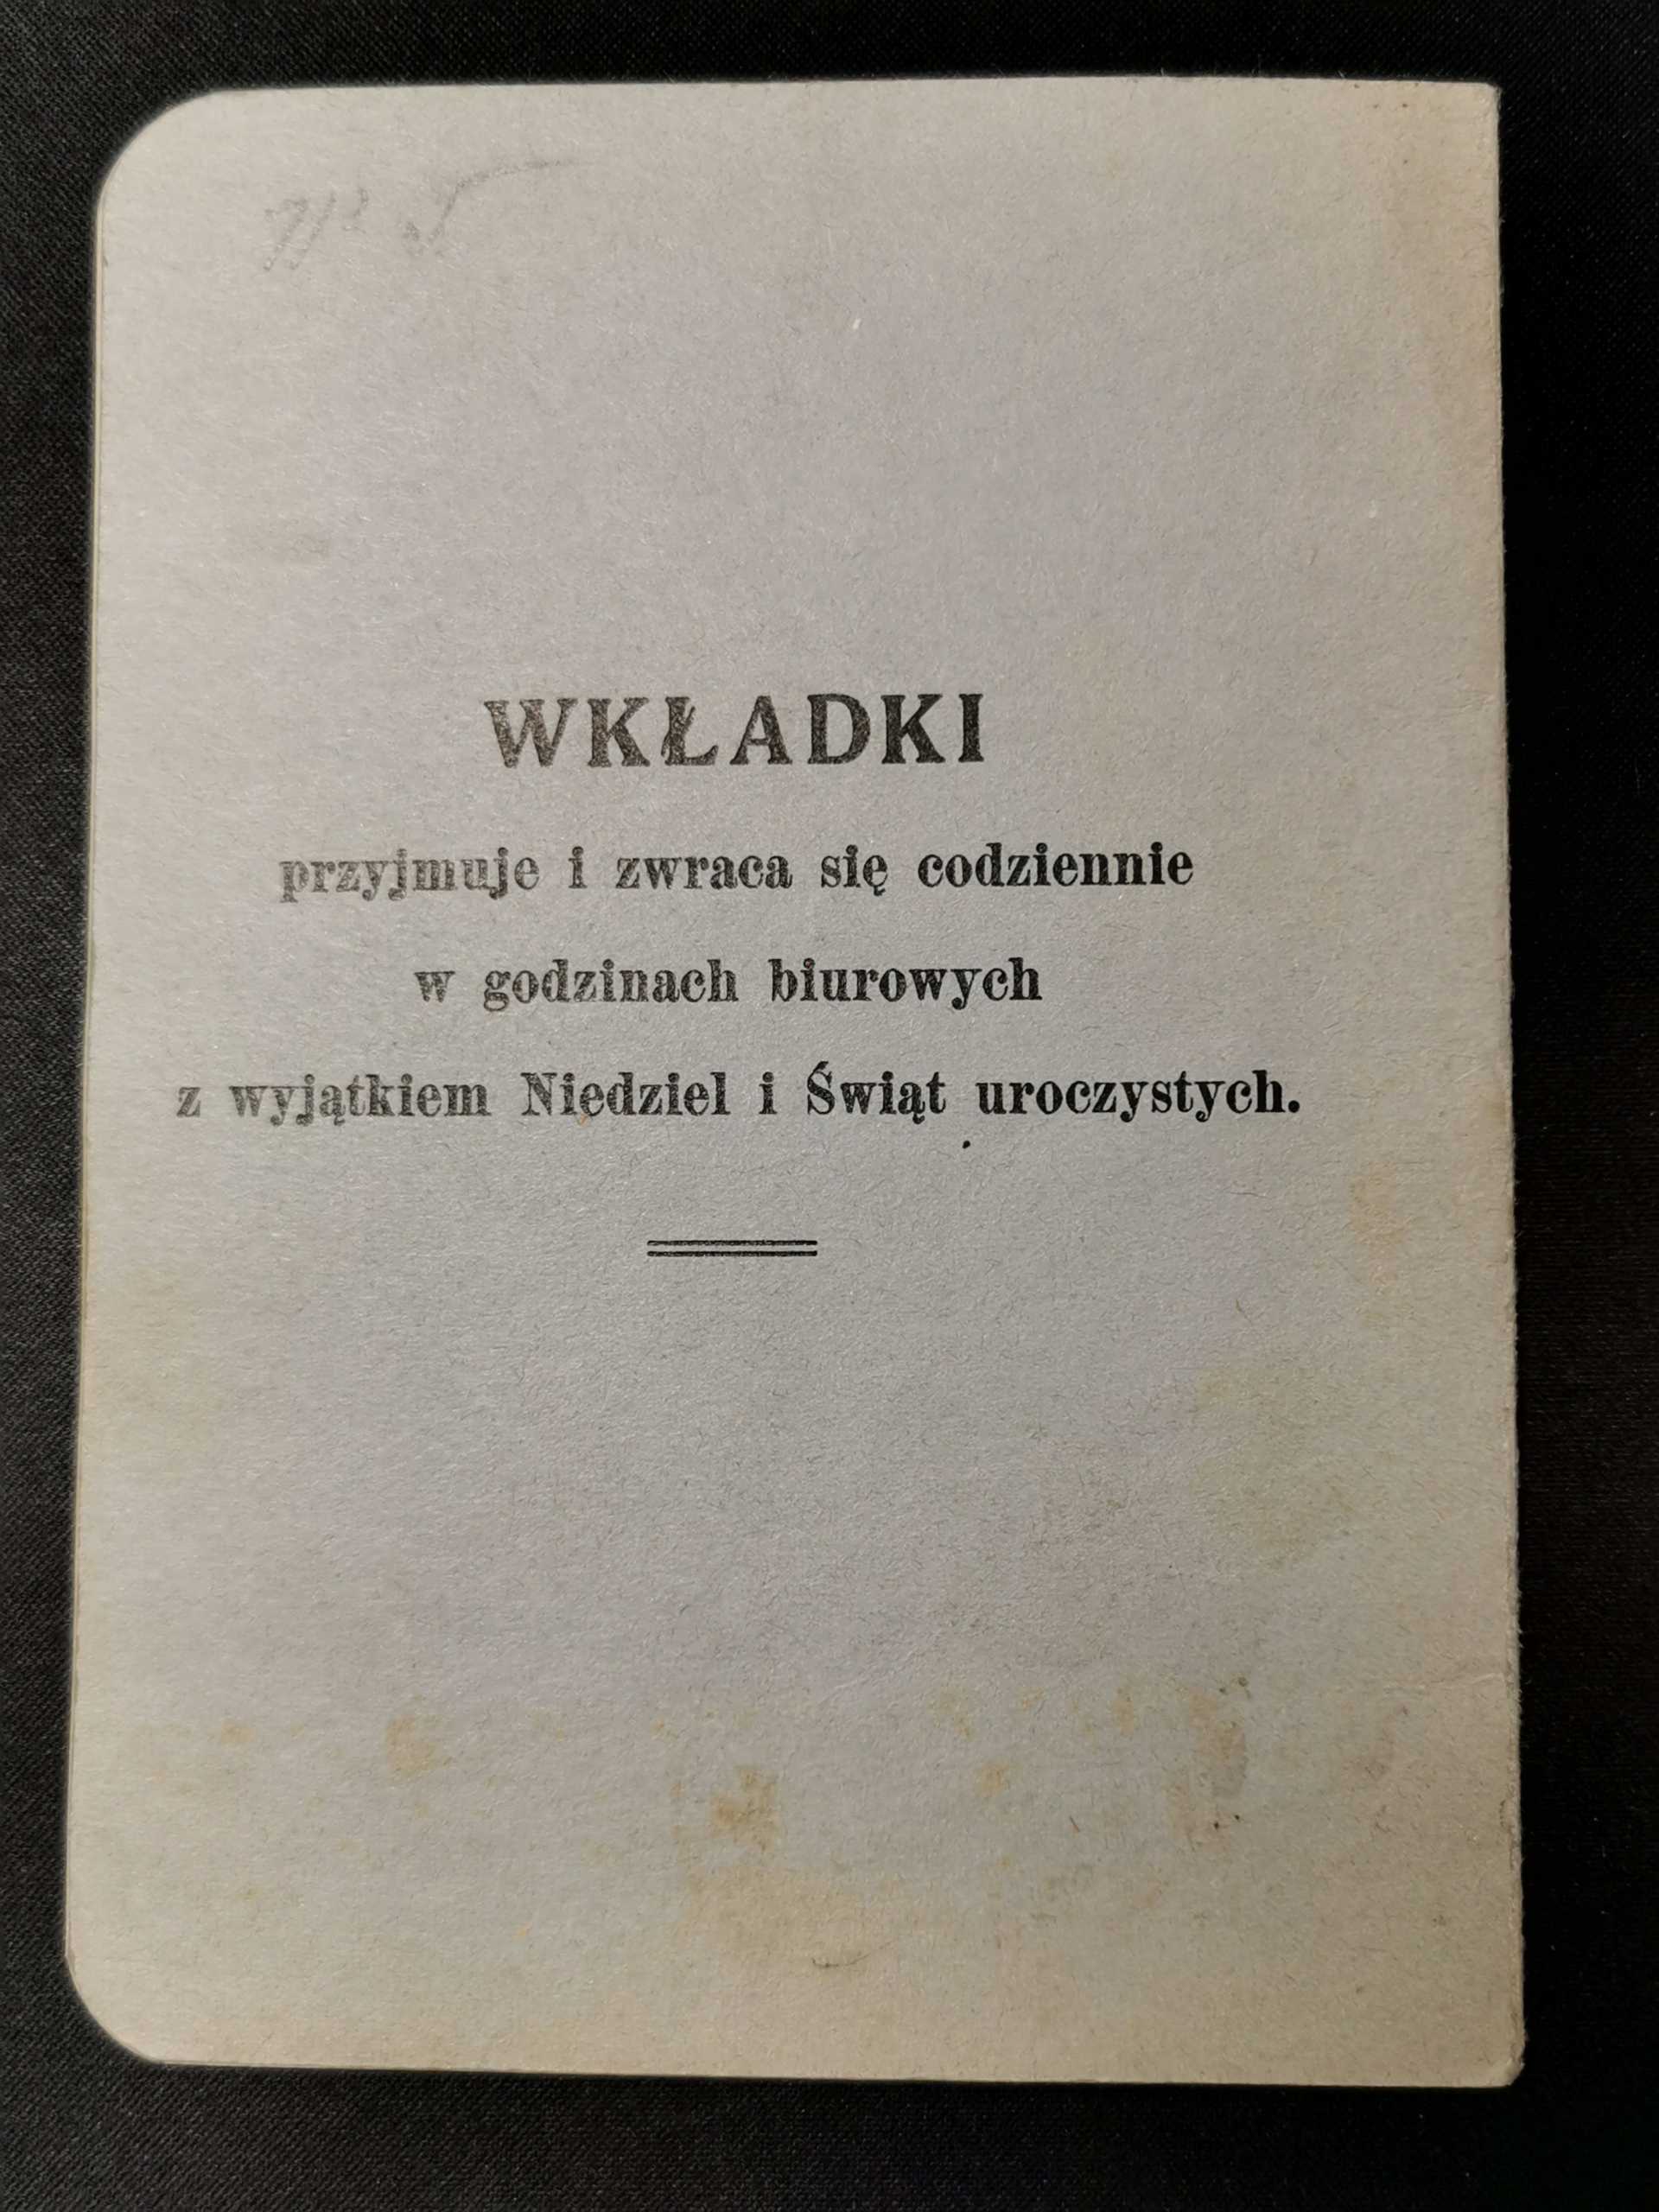 WKŁADKI
przyjmuje i zwraca się codziennie
w godzinach biurowych
z wyjątkiem Niedziel i Świąt uroczystych.